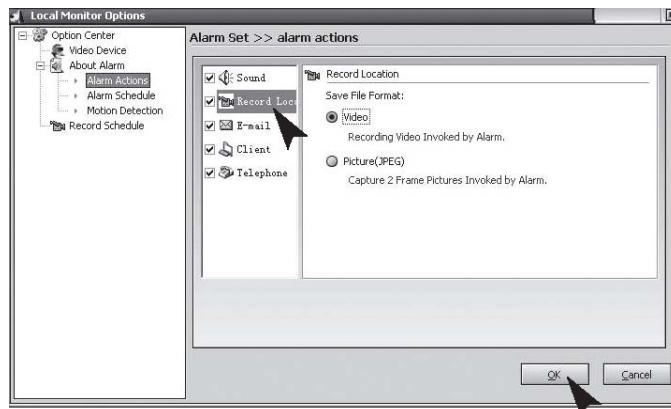 Local Monitor Options
Option Center
Video Device
About Alarm
Alarm Actions
Alarm Schedule
Motion Detection
Record Schedule
Alarm Set >> alarm actions
Sound
Record Loc
E-mail
Client
Telephone
Record Location
Save File Format:
Video
Recording Video Invoked by Alarm.
Picture(JPEG)
Capture 2 Frame Pictures Invoked by Alarm.
OK
Cancel